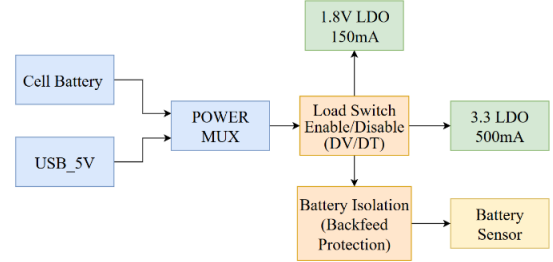 1.8V LDO
150mA
Cell Battery
POWER
MUX
Load Switch
Enable/Disable
(DV/DT)
3.3 LDO
500mA
USB_5V
Battery Isolation
(Backfeed
Protection)
Battery
Sensor